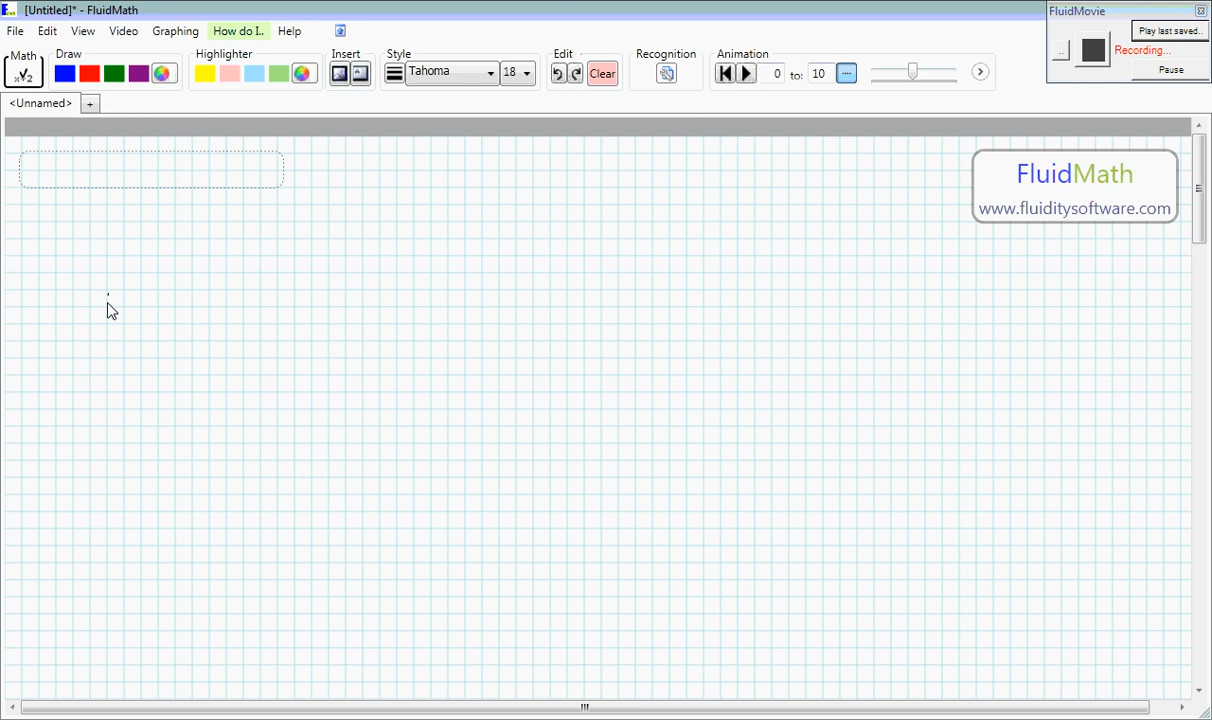 [Untitled]* - FluidMath
FluidMovie
File Edit View Video Graphing How do I.. Help
Play last saved..
.. Recording...
Pause
Math Draw Highlighter Insert Style Edit Recognition Animation
√2 Tahoma 18 Clear 0 to: 10
<Unnamed> +
FluidMath
www.fluiditysoftware.com